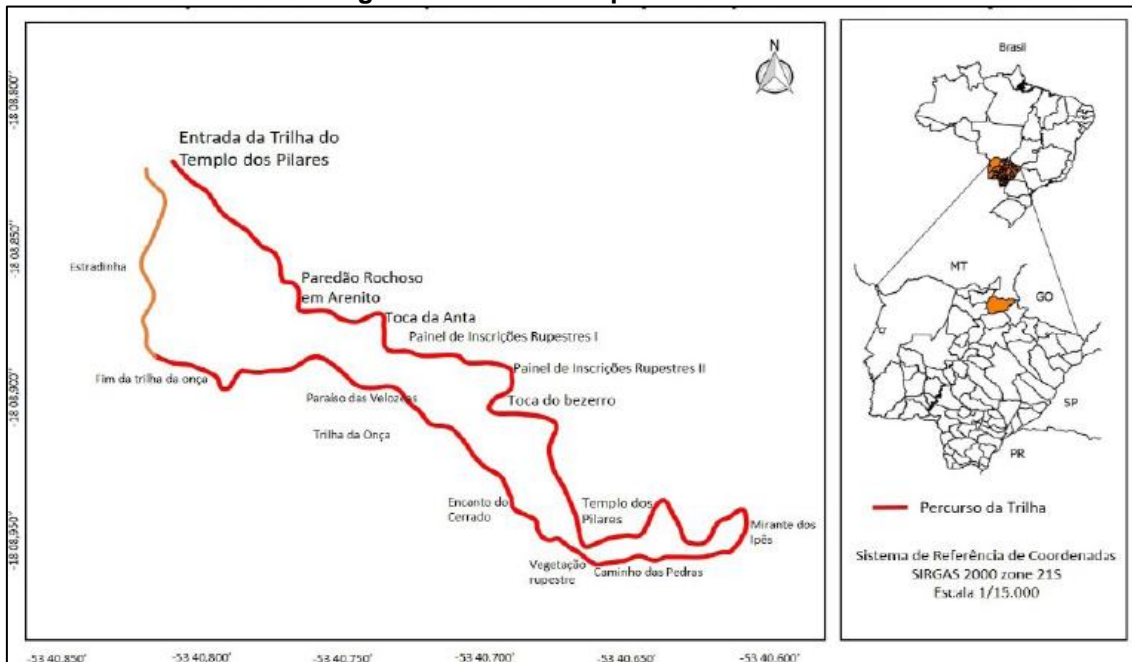 N
Entrada da Trilha do
Templo dos Pilares
Estradinha
Paredão Rochoso
em Arenito
Toca da Anta
Painel de Inscrições Rupestres I
Painel de Inscrições Rupestres II
Fim da trilha da onça
Paraíso das Velozeas
Toca do bezerro
Trilha da Onça
Encanto do
Cerrado
Templo dos
Pilares
Mirante dos
Ipês
Vegetação
rupestre
Caminho das Pedras
-18 08,800"
-18 08,850"
-18 08,900"
-18 08,950"
-53 40,850'
-53 40,800'
-53 40,750'
-53 40,700'
-53 40,650'
-53 40,600'
Brasil
MT
GO
SP
PR
Percurso da Trilha
Sistema de Referência de Coordenadas
SIRGAS 2000 zone 21S
Escala 1/15.000